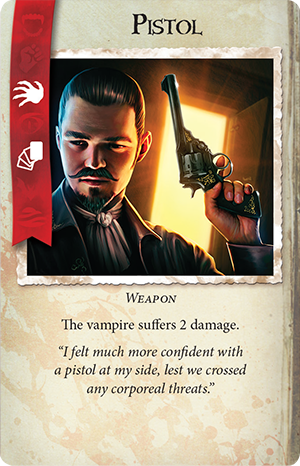 Pistol
Weapon
The vampire suffers 2 damage.
“I felt much more confident with
a pistol at my side, lest we crossed
any corporeal threats.”